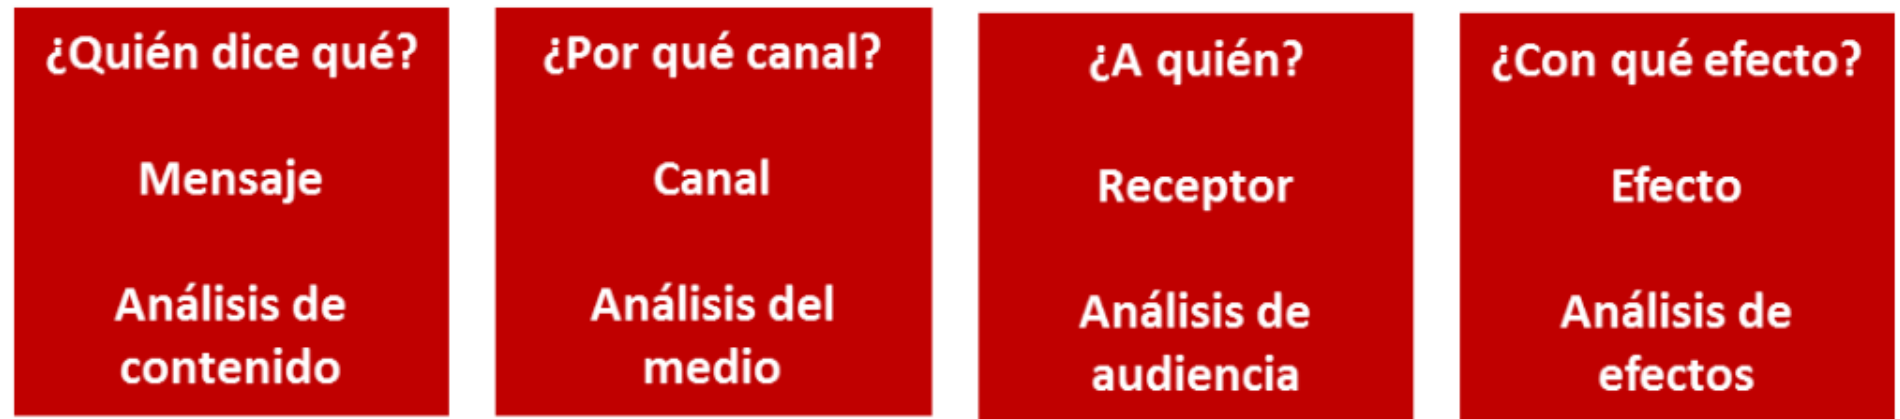 ¿Quién dice qué?
Mensaje
Análisis de
contenido
¿Por qué canal?
Canal
Análisis del
medio
¿A quién?
Receptor
Análisis de
audiencia
¿Con qué efecto?
Efecto
Análisis de
efectos